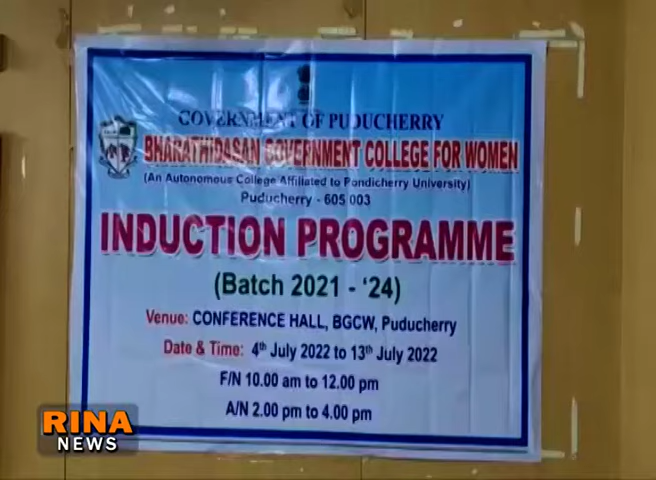 GOVERNMENT OF PUDUCHERRY
BHARATHIDASAN GOVERNMENT COLLEGE FOR WOMEN
(An Autonomous College Affiliated to Pondicherry University)
Puducherry - 605 003
INDUCTION PROGRAMME
(Batch 2021 - '24)
Venue: CONFERENCE HALL, BGCW, Puducherry
Date & Time: 4th July 2022 to 13th July 2022
F/N 10.00 am to 12.00 pm
A/N 2.00 pm to 4.00 pm
RINA
NEWS